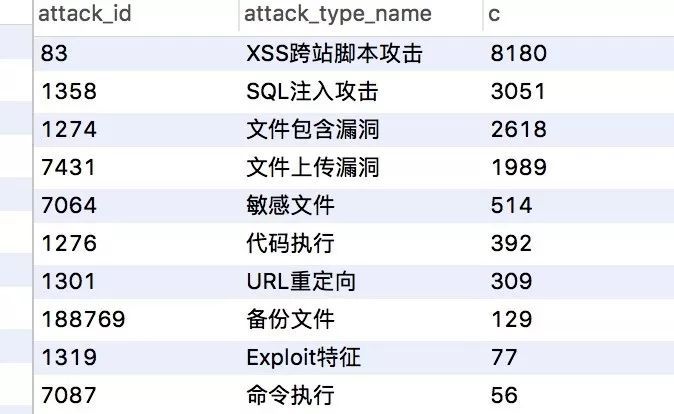 attack_id attack_type_name c
83 XSS跨站脚本攻击 8180
1358 SQL注入攻击 3051
1274 文件包含漏洞 2618
7431 文件上传漏洞 1989
7064 敏感文件 514
1276 代码执行 392
1301 URL重定向 309
188769 备份文件 129
1319 Exploit特征 77
7087 命令执行 56